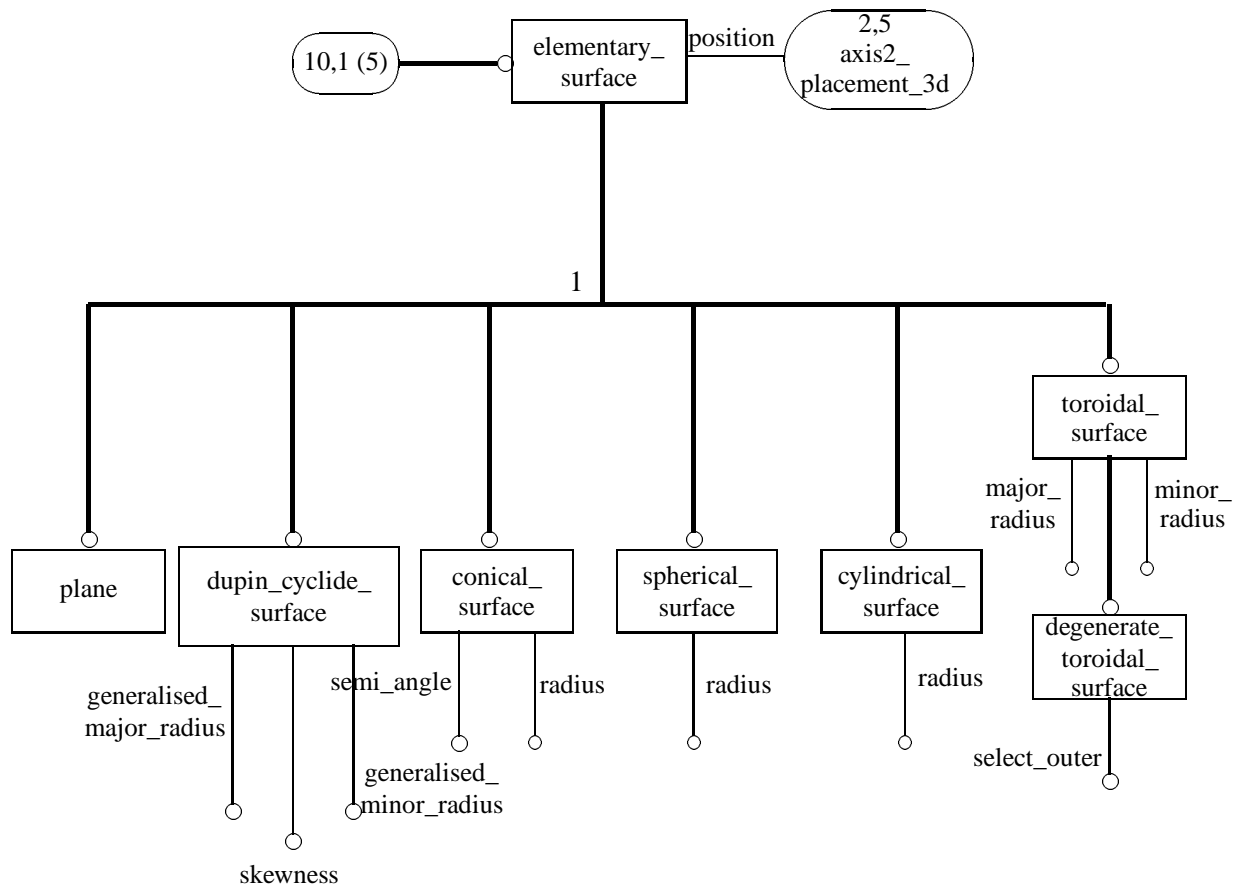 10,1 (5)
elementary_
surface
position
2,5
axis2_
placement_3d
1
toroidal_
surface
major_
radius
minor_
radius
plane
dupin_cyclide_
surface
conical_
surface
spherical_
surface
cylindrical_
surface
degenerate_
toroidal_
surface
generalised_
major_radius
semi_angle
radius
radius
radius
select_outer
generalised_
minor_radius
skewness